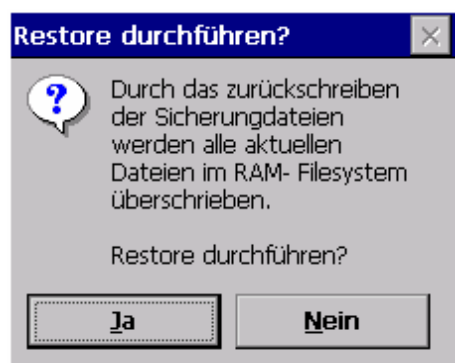 Restore durchführen?
?
Durch das zurückschreiben
der Sicherungdateien
werden alle aktuellen
Dateien im RAM- Filesystem
überschrieben.
Restore durchführen?
Ja
Nein